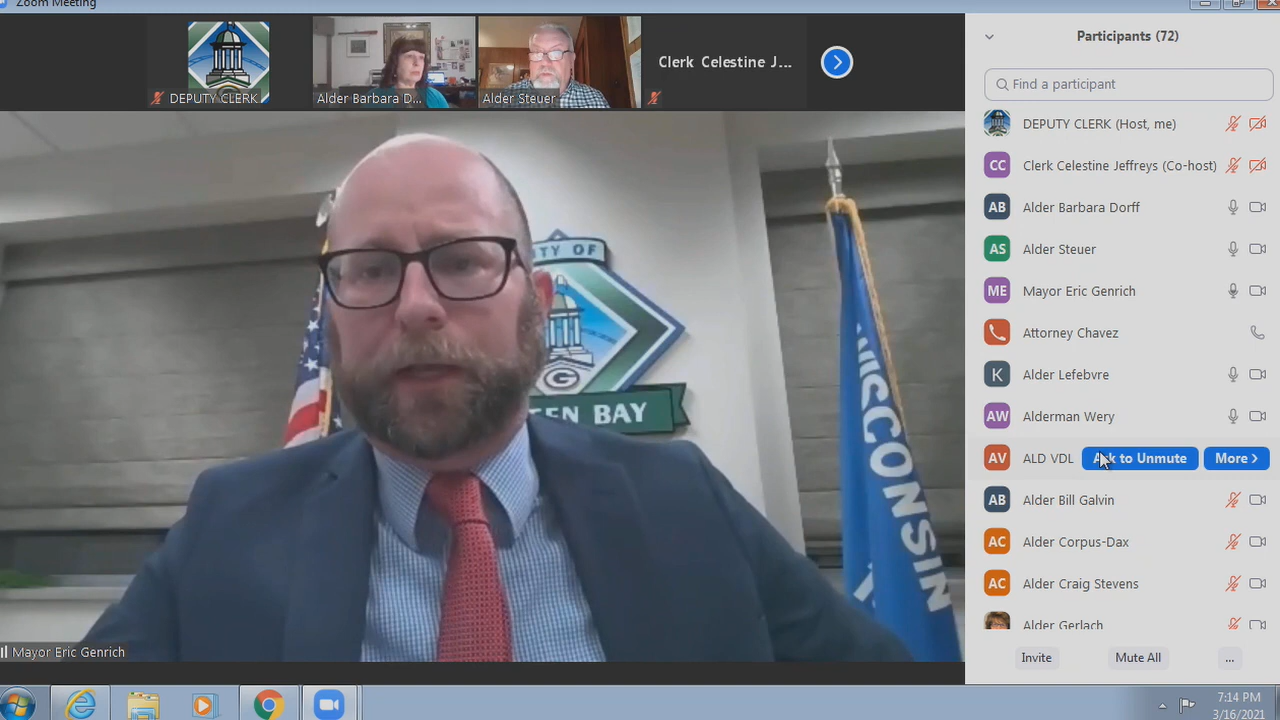 Zoom Meeting
DEPUTY CLERK
Alder Barbara D...
Alder Steuer
Clerk Celestine J...
Participants (72)
Find a participant
DEPUTY CLERK (Host, me)
CC Clerk Celestine Jeffreys (Co-host)
AB Alder Barbara Dorff
AS Alder Steuer
ME Mayor Eric Genrich
Attorney Chavez
K Alder Lefebvre
AW Alderman Wery
AV ALD VDL Ask to Unmute More >
AB Alder Bill Galvin
AC Alder Corpus-Dax
AC Alder Craig Stevens
Alder Gerlach
Invite Mute All ...
TY OF
G
EEN BAY
WISCONSIN
Mayor Eric Genrich
7:14 PM
3/16/2021